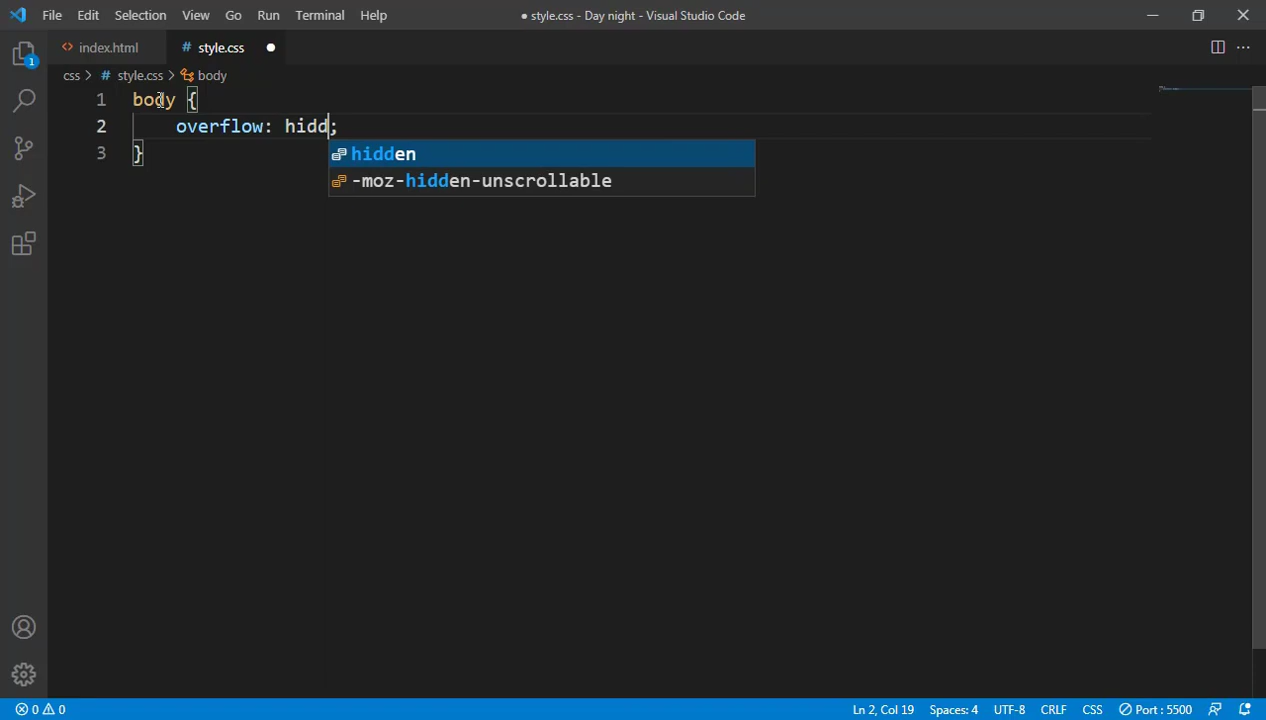 File Edit Selection View Go Run Terminal Help ● style.css - Day night - Visual Studio Code
<> index.html # style.css ●
css > # style.css > body
1 body {
2 overflow: hidd;
3 }
hidden
-moz-hidden-unscrollable
1
0 0 Ln 2, Col 19 Spaces: 4 UTF-8 CRLF CSS Port : 5500